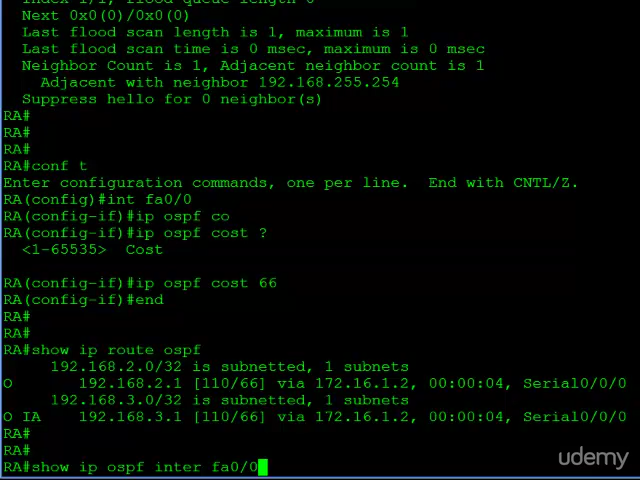 Index 1/1, flood queue length 0
Next 0x0(0)/0x0(0)
Last flood scan length is 1, maximum is 1
Last flood scan time is 0 msec, maximum is 0 msec
Neighbor Count is 1, Adjacent neighbor count is 1
Adjacent with neighbor 192.168.255.254
Suppress hello for 0 neighbor(s)
RA#
RA#
RA#
RA#conf t
Enter configuration commands, one per line.  End with CNTL/Z.
RA(config)#int fa0/0
RA(config-if)#ip ospf co
RA(config-if)#ip ospf cost ?
<1-65535>  Cost
RA(config-if)#ip ospf cost 66
RA(config-if)#end
RA#
RA#
RA#show ip route ospf
192.168.2.0/32 is subnetted, 1 subnets
O       192.168.2.1 [110/66] via 172.16.1.2, 00:00:04, Serial0/0/0
192.168.3.0/32 is subnetted, 1 subnets
O IA    192.168.3.1 [110/66] via 172.16.1.2, 00:00:04, Serial0/0/0
RA#
RA#
RA#show ip ospf inter fa0/0
udemy